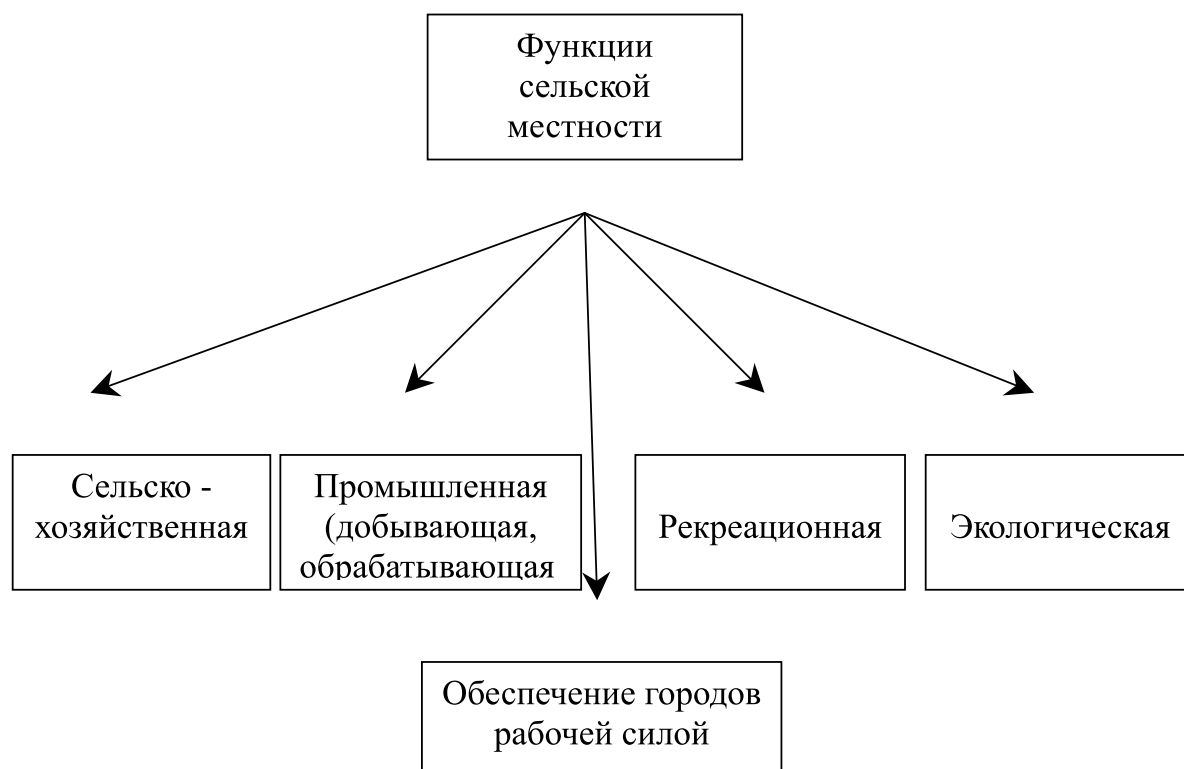 Функции
сельской
местности
Сельско -
хозяйственная
Промышленная
(добывающая,
обрабатывающая
Рекреационная
Экологическая
Обеспечение городов
рабочей силой